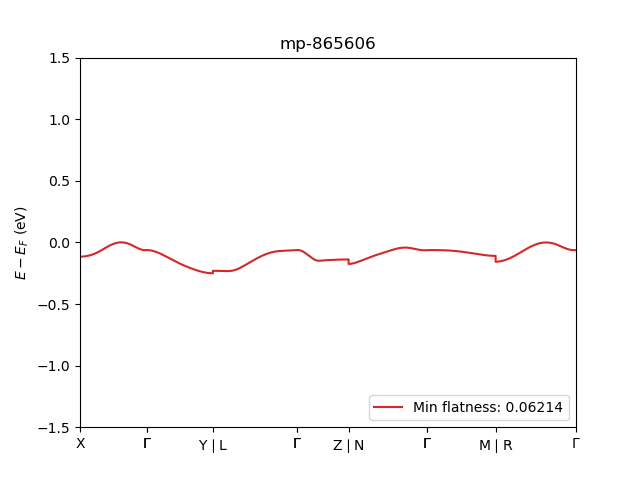 mp-865606
1.5
1.0
0.5
0.0
−0.5
−1.0
−1.5
E − E_F (eV)
Min flatness: 0.06214
X Γ Y | L Γ Z | N Γ M | R Γ